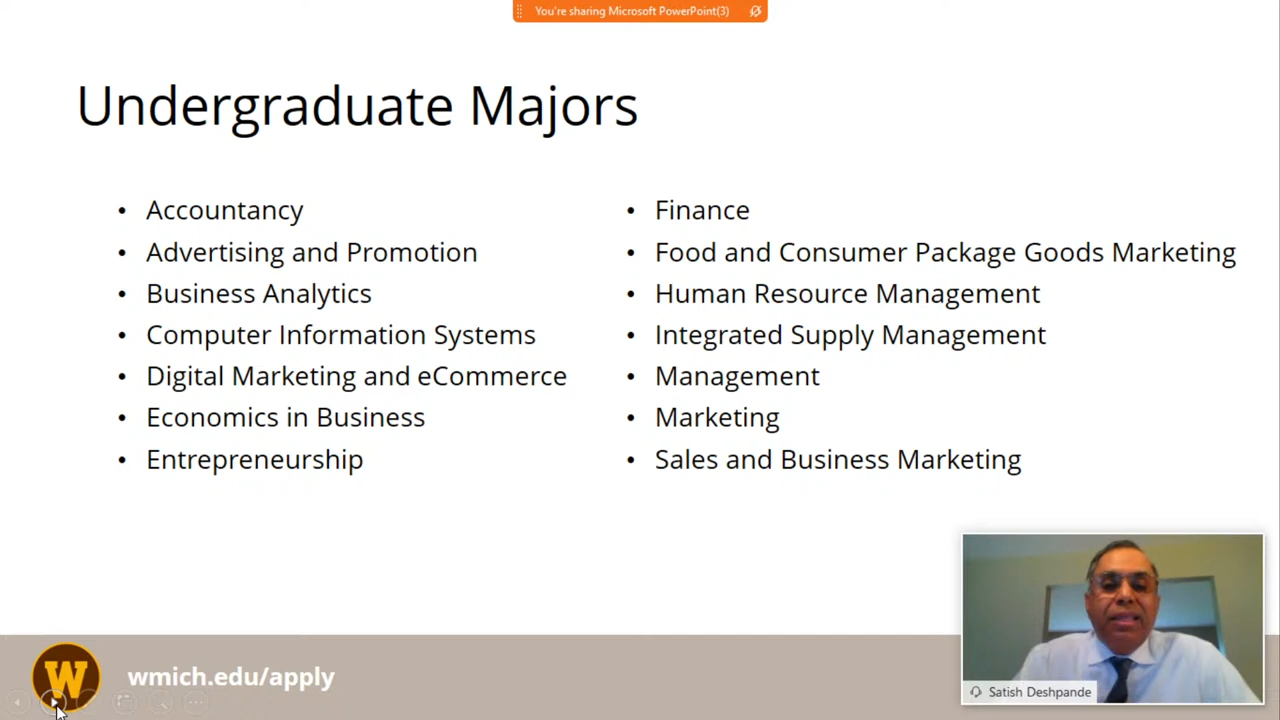 You're sharing Microsoft PowerPoint(3)
Undergraduate Majors
• Accountancy
• Advertising and Promotion
• Business Analytics
• Computer Information Systems
• Digital Marketing and eCommerce
• Economics in Business
• Entrepreneurship
• Finance
• Food and Consumer Package Goods Marketing
• Human Resource Management
• Integrated Supply Management
• Management
• Marketing
• Sales and Business Marketing
W
wmich.edu/apply
Satish Deshpande